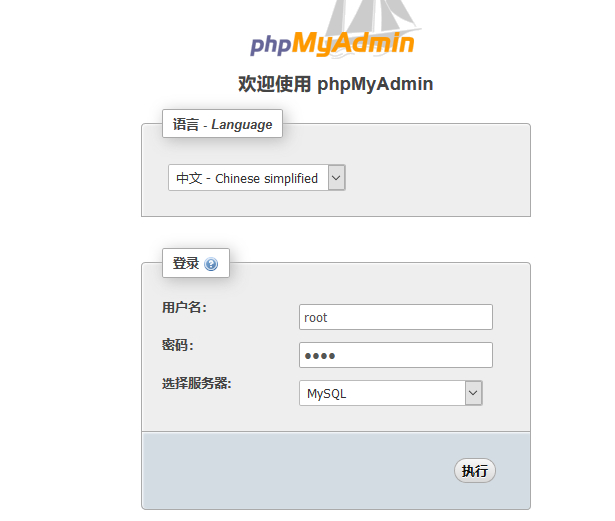 phpMyAdmin
欢迎使用 phpMyAdmin
语言 - Language
中文 - Chinese simplified
登录
用户名:
root
密码:
••••
选择服务器:
MySQL
执行